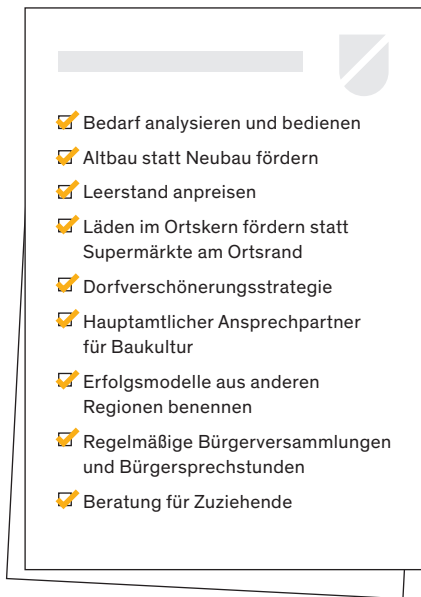 Bedarf analysieren und bedienen
Altbau statt Neubau fördern
Leerstand anpreisen
Läden im Ortskern fördern statt
Supermärkte am Ortsrand
Dorfverschönerungsstrategie
Hauptamtlicher Ansprechpartner
für Baukultur
Erfolgsmodelle aus anderen
Regionen benennen
Regelmäßige Bürgerversammlungen
und Bürgersprechstunden
Beratung für Zuziehende